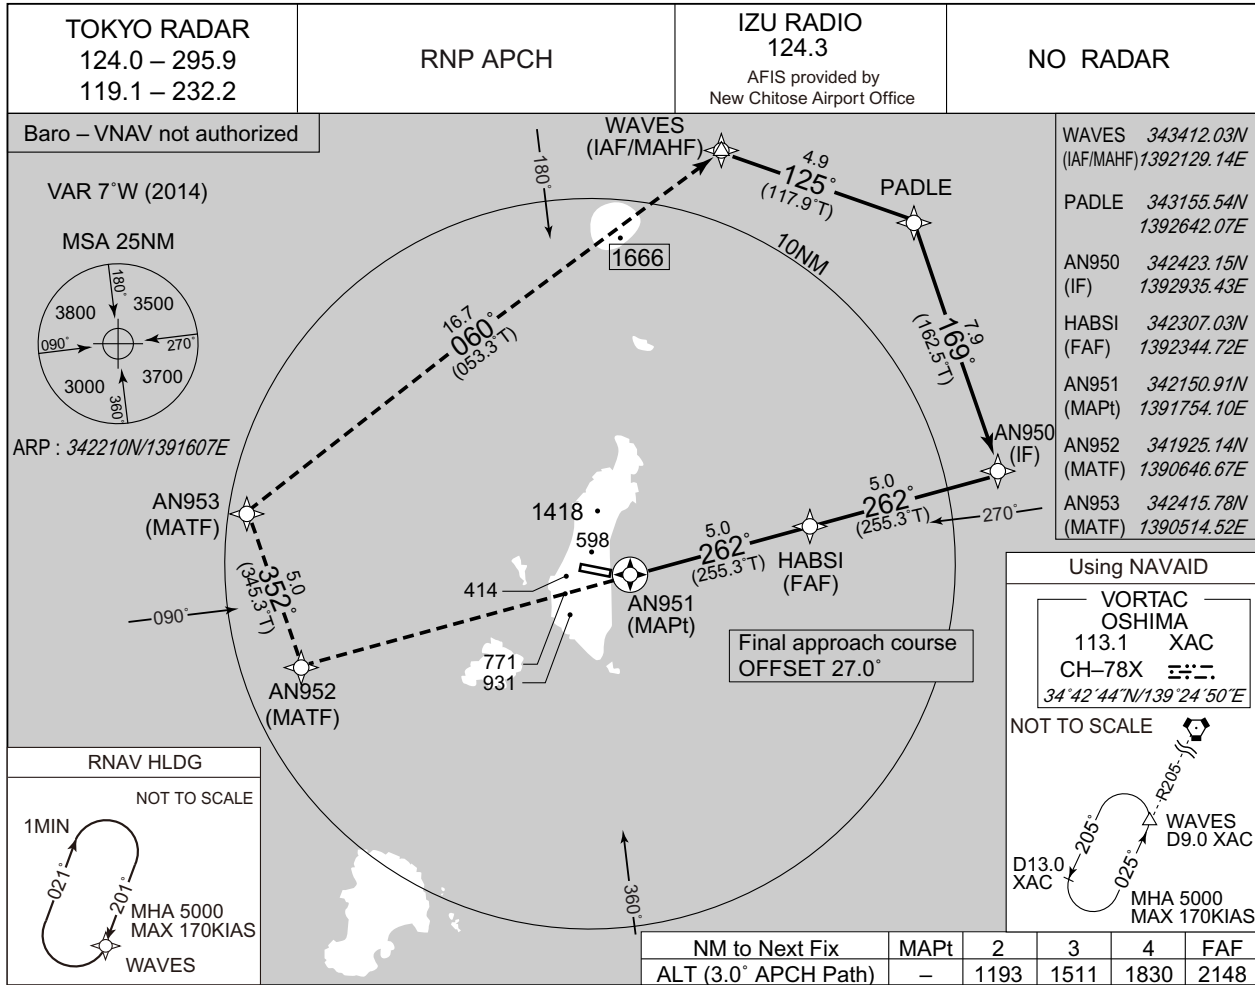 TOKYO RADAR
124.0 – 295.9
119.1 – 232.2
RNP APCH
IZU RADIO
124.3
AFIS provided by
New Chitose Airport Office
NO RADAR
Baro – VNAV not authorized
VAR 7°W (2014)
MSA 25NM
180°
3800
3500
090°
270°
3000
3700
360°
ARP : 342210N/1391607E
WAVES
(IAF/MAHF)
180°
4.9
125°
(117.9°T)
PADLE
1666
10NM
16.7
060°
(053.3°T)
7.9
169°
(162.5°T)
AN950
(IF)
AN953
(MATF)
1418
598
5.0
262°
(255.3°T)
5.0
262°
(255.3°T)
270°
HABSI
(FAF)
5.0
352°
(345.3°T)
414
AN951
(MAPt)
090°
771
931
Final approach course
OFFSET 27.0°
AN952
(MATF)
360°
WAVES 343412.03N
(IAF/MAHF) 1392129.14E
PADLE 343155.54N
1392642.07E
AN950 342423.15N
(IF) 1392935.43E
HABSI 342307.03N
(FAF) 1392344.72E
AN951 342150.91N
(MAPt) 1391754.10E
AN952 341925.14N
(MATF) 1390646.67E
AN953 342415.78N
(MATF) 1390514.52E
Using NAVAID
VORTAC
OSHIMA
113.1 XAC
CH–78X
34°42´44˝N/139°24´50˝E
NOT TO SCALE
R205
WAVES
D9.0 XAC
205°
025°
D13.0
XAC
MHA 5000
MAX 170KIAS
RNAV HLDG
NOT TO SCALE
1MIN
021°
201°
MHA 5000
MAX 170KIAS
WAVES
NM to Next Fix MAPt 2 3 4 FAF
ALT (3.0° APCH Path) – 1193 1511 1830 2148